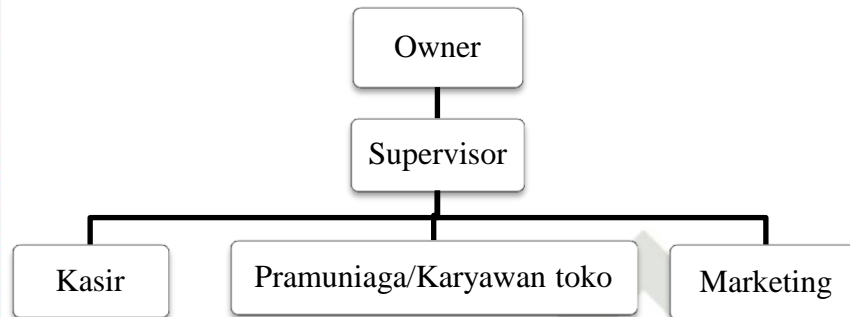 Owner
Supervisor
Kasir
Pramuniaga/Karyawan toko
Marketing